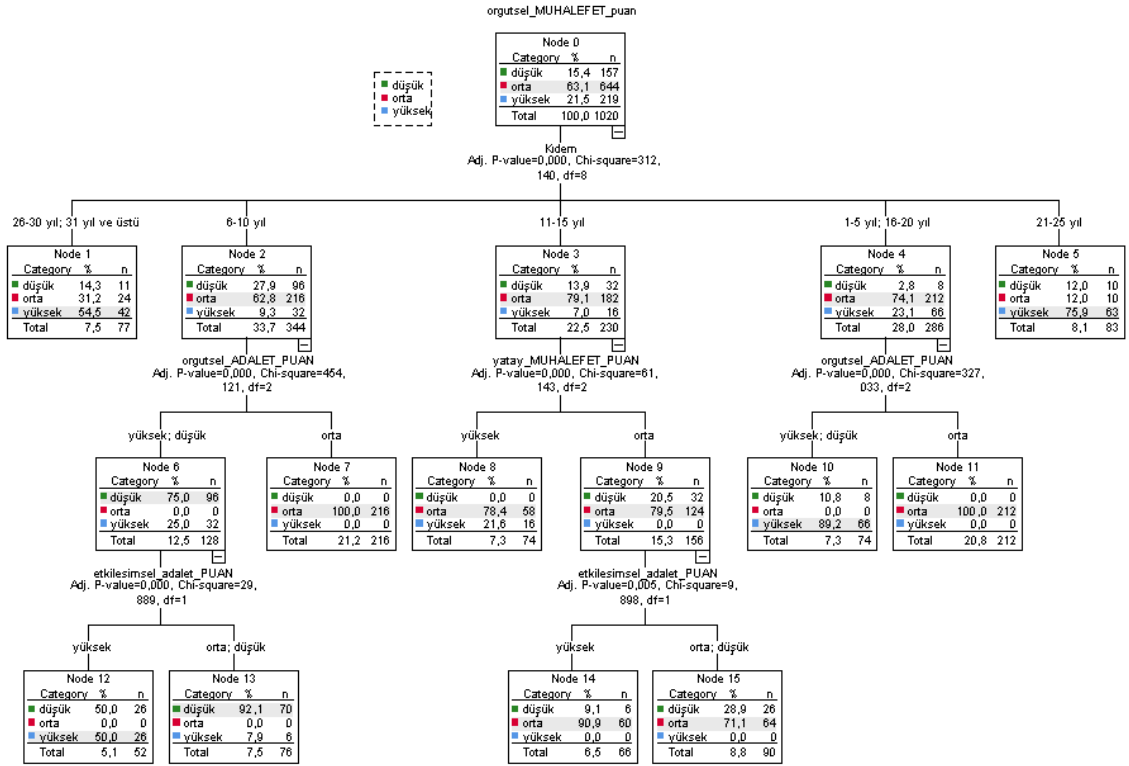 orgutsel_MUHALEFET_puan
Node 0
Category % n
düşük 15,4 157
orta 63,1 644
yüksek 21,5 219
Total 100,0 1020
düşük
orta
yüksek
Kıdem
Adj. P-value=0,000, Chi-square=312,
140, df=8
26-30 yıl; 31 yıl ve üstü
6-10 yıl
11-15 yıl
1-5 yıl; 16-20 yıl
21-25 yıl
Node 1
Category % n
düşük 14,3 11
orta 31,2 24
yüksek 54,5 42
Total 7,5 77
Node 2
Category % n
düşük 27,9 96
orta 62,8 216
yüksek 9,3 32
Total 33,7 344
Node 3
Category % n
düşük 13,9 32
orta 79,1 182
yüksek 7,0 16
Total 22,5 230
Node 4
Category % n
düşük 2,8 8
orta 74,1 212
yüksek 23,1 66
Total 28,0 286
Node 5
Category % n
düşük 12,0 10
orta 12,0 10
yüksek 75,9 63
Total 8,1 83
orgutsel_ADALET_PUAN
Adj. P-value=0,000, Chi-square=454,
121, df=2
yatay_MUHALEFET_PUAN
Adj. P-value=0,000, Chi-square=61,
143, df=2
orgutsel_ADALET_PUAN
Adj. P-value=0,000, Chi-square=327,
033, df=2
yüksek; düşük
orta
yüksek
orta
yüksek; düşük
orta
Node 6
Category % n
düşük 75,0 96
orta 0,0 0
yüksek 25,0 32
Total 12,5 128
Node 7
Category % n
düşük 0,0 0
orta 100,0 216
yüksek 0,0 0
Total 21,2 216
Node 8
Category % n
düşük 0,0 0
orta 78,4 58
yüksek 21,6 16
Total 7,3 74
Node 9
Category % n
düşük 20,5 32
orta 79,5 124
yüksek 0,0 0
Total 15,3 156
Node 10
Category % n
düşük 10,8 8
orta 0,0 0
yüksek 89,2 66
Total 7,3 74
Node 11
Category % n
düşük 0,0 0
orta 100,0 212
yüksek 0,0 0
Total 20,8 212
etkilesimsel_adalet_PUAN
Adj. P-value=0,000, Chi-square=29,
889, df=1
etkilesimsel_adalet_PUAN
Adj. P-value=0,005, Chi-square=9,
898, df=1
yüksek
orta; düşük
yüksek
orta; düşük
Node 12
Category % n
düşük 50,0 26
orta 0,0 0
yüksek 50,0 26
Total 5,1 52
Node 13
Category % n
düşük 92,1 70
orta 0,0 0
yüksek 7,9 6
Total 7,5 76
Node 14
Category % n
düşük 9,1 6
orta 90,9 60
yüksek 0,0 0
Total 6,5 66
Node 15
Category % n
düşük 28,9 26
orta 71,1 64
yüksek 0,0 0
Total 8,8 90